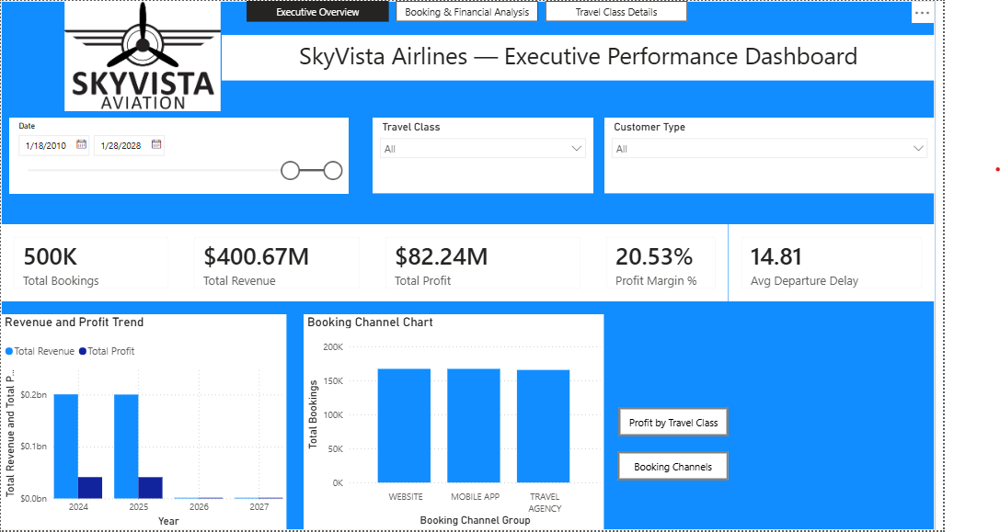 Executive Overview
Booking & Financial Analysis
Travel Class Details
SKYVISTA
AVIATION
SkyVista Airlines — Executive Performance Dashboard
Date
1/18/2010
1/28/2028
Travel Class
All
Customer Type
All
500K
Total Bookings
$400.67M
Total Revenue
$82.24M
Total Profit
20.53%
Profit Margin %
14.81
Avg Departure Delay
Revenue and Profit Trend
Total Revenue
Total Profit
Total Revenue and Total P...
$0.2bn
$0.1bn
$0.0bn
2024
2025
2026
2027
Year
Booking Channel Chart
Total Bookings
200K
150K
100K
50K
0K
WEBSITE
MOBILE APP
TRAVEL
AGENCY
Booking Channel Group
Profit by Travel Class
Booking Channels